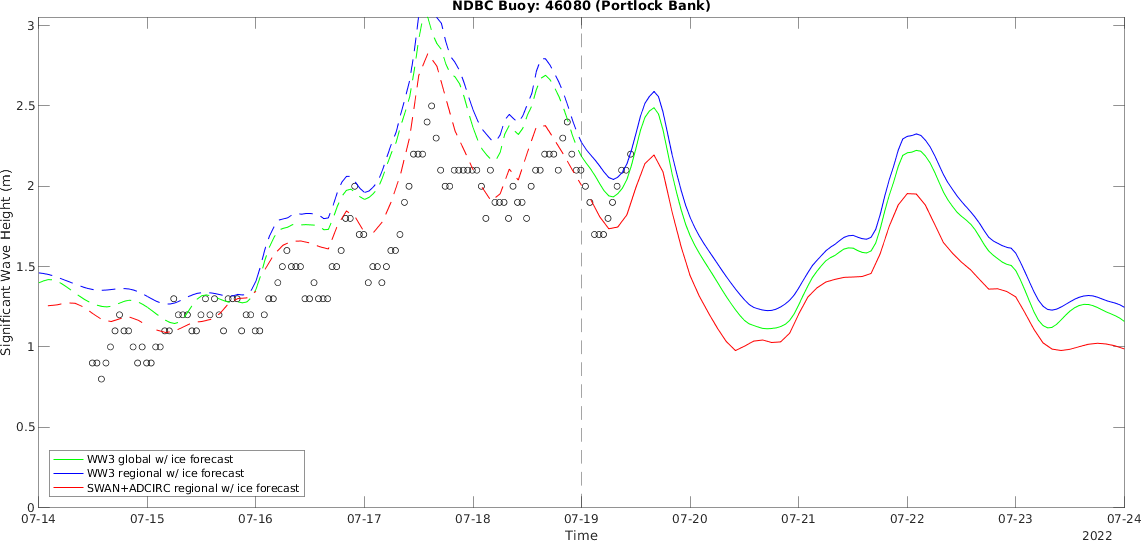 NDBC Buoy: 46080 (Portlock Bank)
3
2.5
2
1.5
1
0.5
0
Significant Wave Height (m)
WW3 global w/ ice forecast
WW3 regional w/ ice forecast
SWAN+ADCIRC regional w/ ice forecast
07-14 07-15 07-16 07-17 07-18 07-19 07-20 07-21 07-22 07-23 07-24
Time
2022